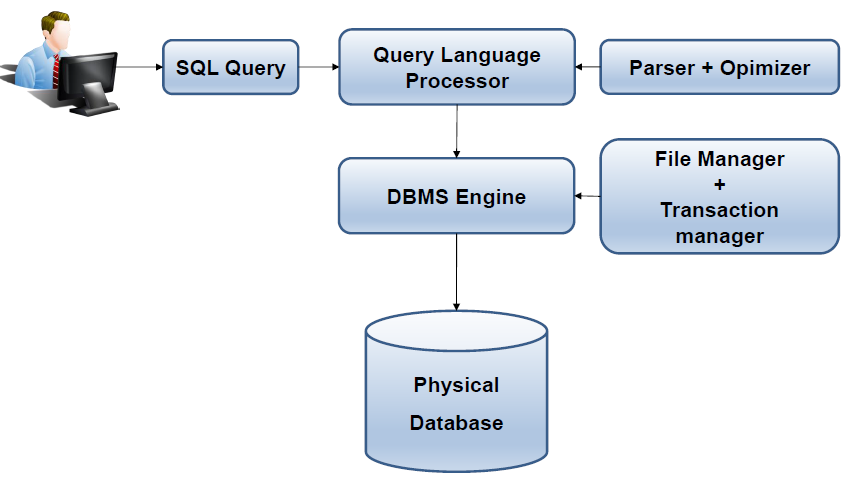 SQL Query
Query Language
Processor
Parser + Opimizer
DBMS Engine
File Manager
+
Transaction
manager
Physical
Database